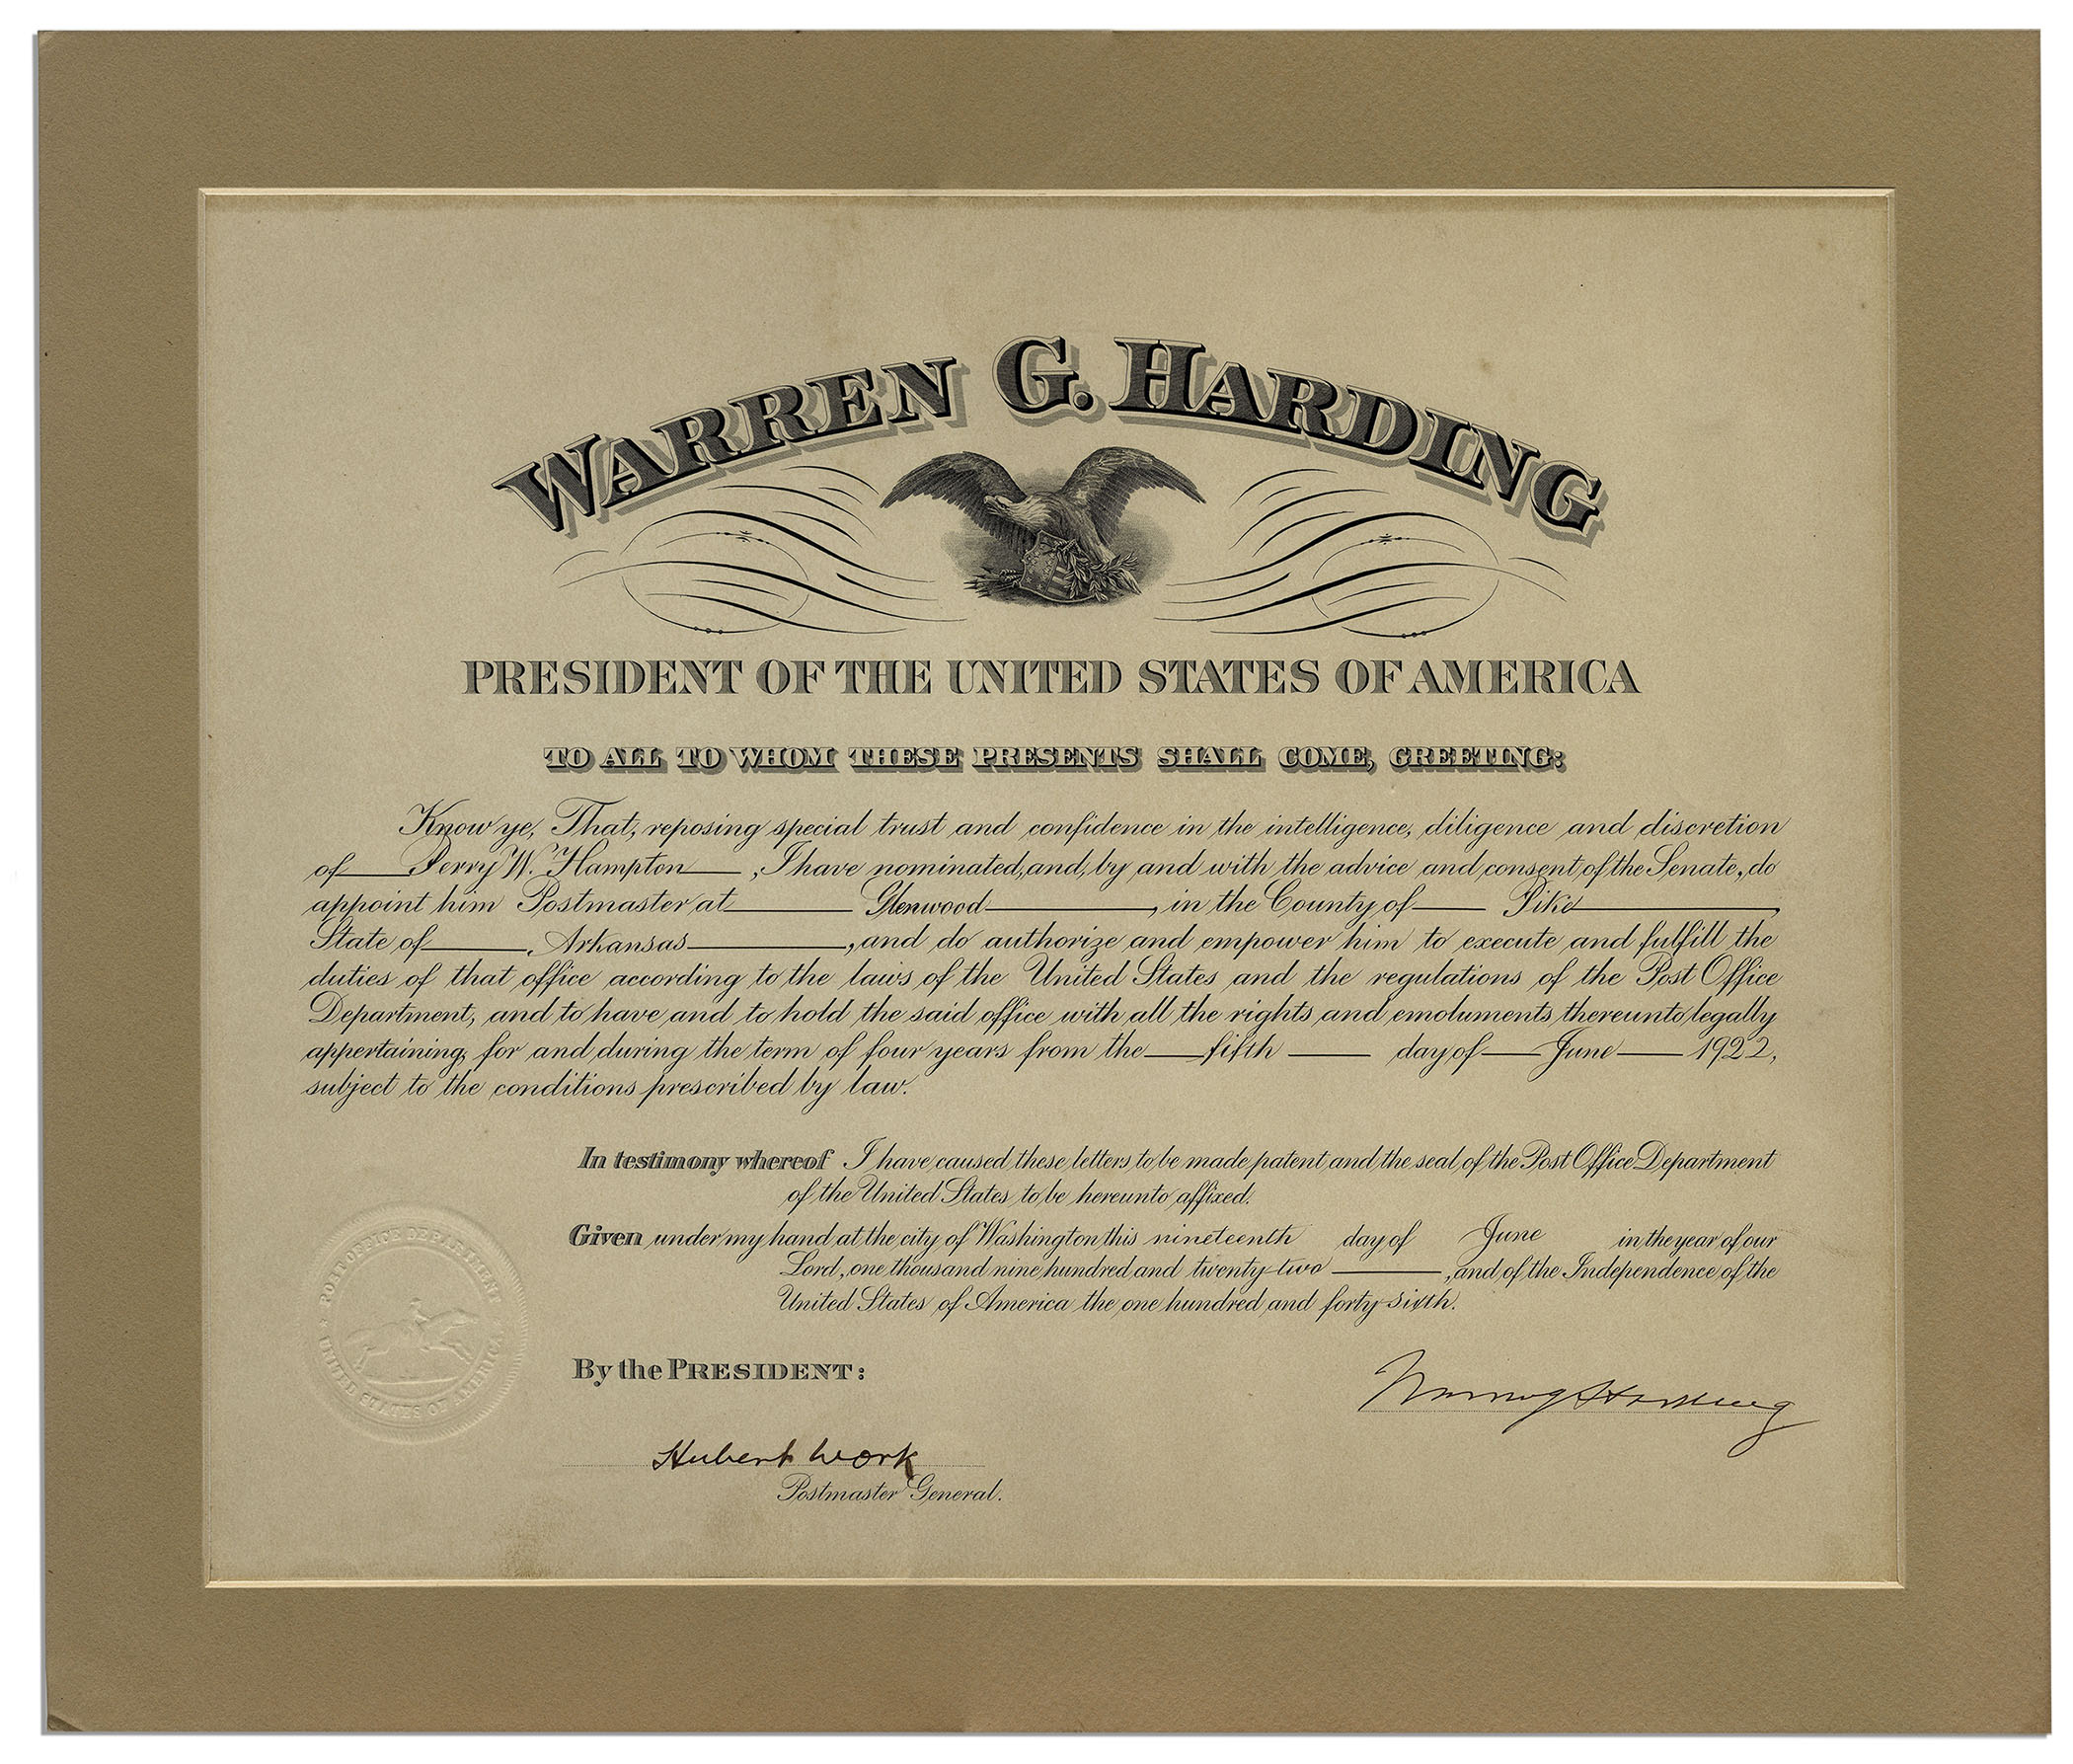 WARREN G. HARDING
PRESIDENT OF THE UNITED STATES OF AMERICA
TO ALL TO WHOM THESE PRESENTS SHALL COME, GREETING:
Know ye, That, reposing special trust and confidence in the intelligence, diligence and discretion
of Perry W. Hampton, I have nominated, and, by and with the advice and consent of the Senate, do
appoint him Postmaster at Glenwood, in the County of Pike,
State of Arkansas, and do authorize and empower him to execute and fulfill the
duties of that office according to the laws of the United States and the regulations of the Post Office
Department, and to have and to hold the said office with all the rights and emoluments thereunto legally
appertaining, for and during the term of four years from the fifth day of June 1922,
subject to the conditions prescribed by law.
In testimony whereof I have caused these letters to be made patent and the seal of the Post Office Department
of the United States to be hereunto affixed.
Given under my hand at the city of Washington this nineteenth day of June in the year of our
Lord, one thousand nine hundred and twenty-two, and of the Independence of the
United States of America the one hundred and forty-sixth.
POST OFFICE DEPARTMENT
UNITED STATES OF AMERICA
By the PRESIDENT:
Warren G Harding
Hubert Work
Postmaster General.